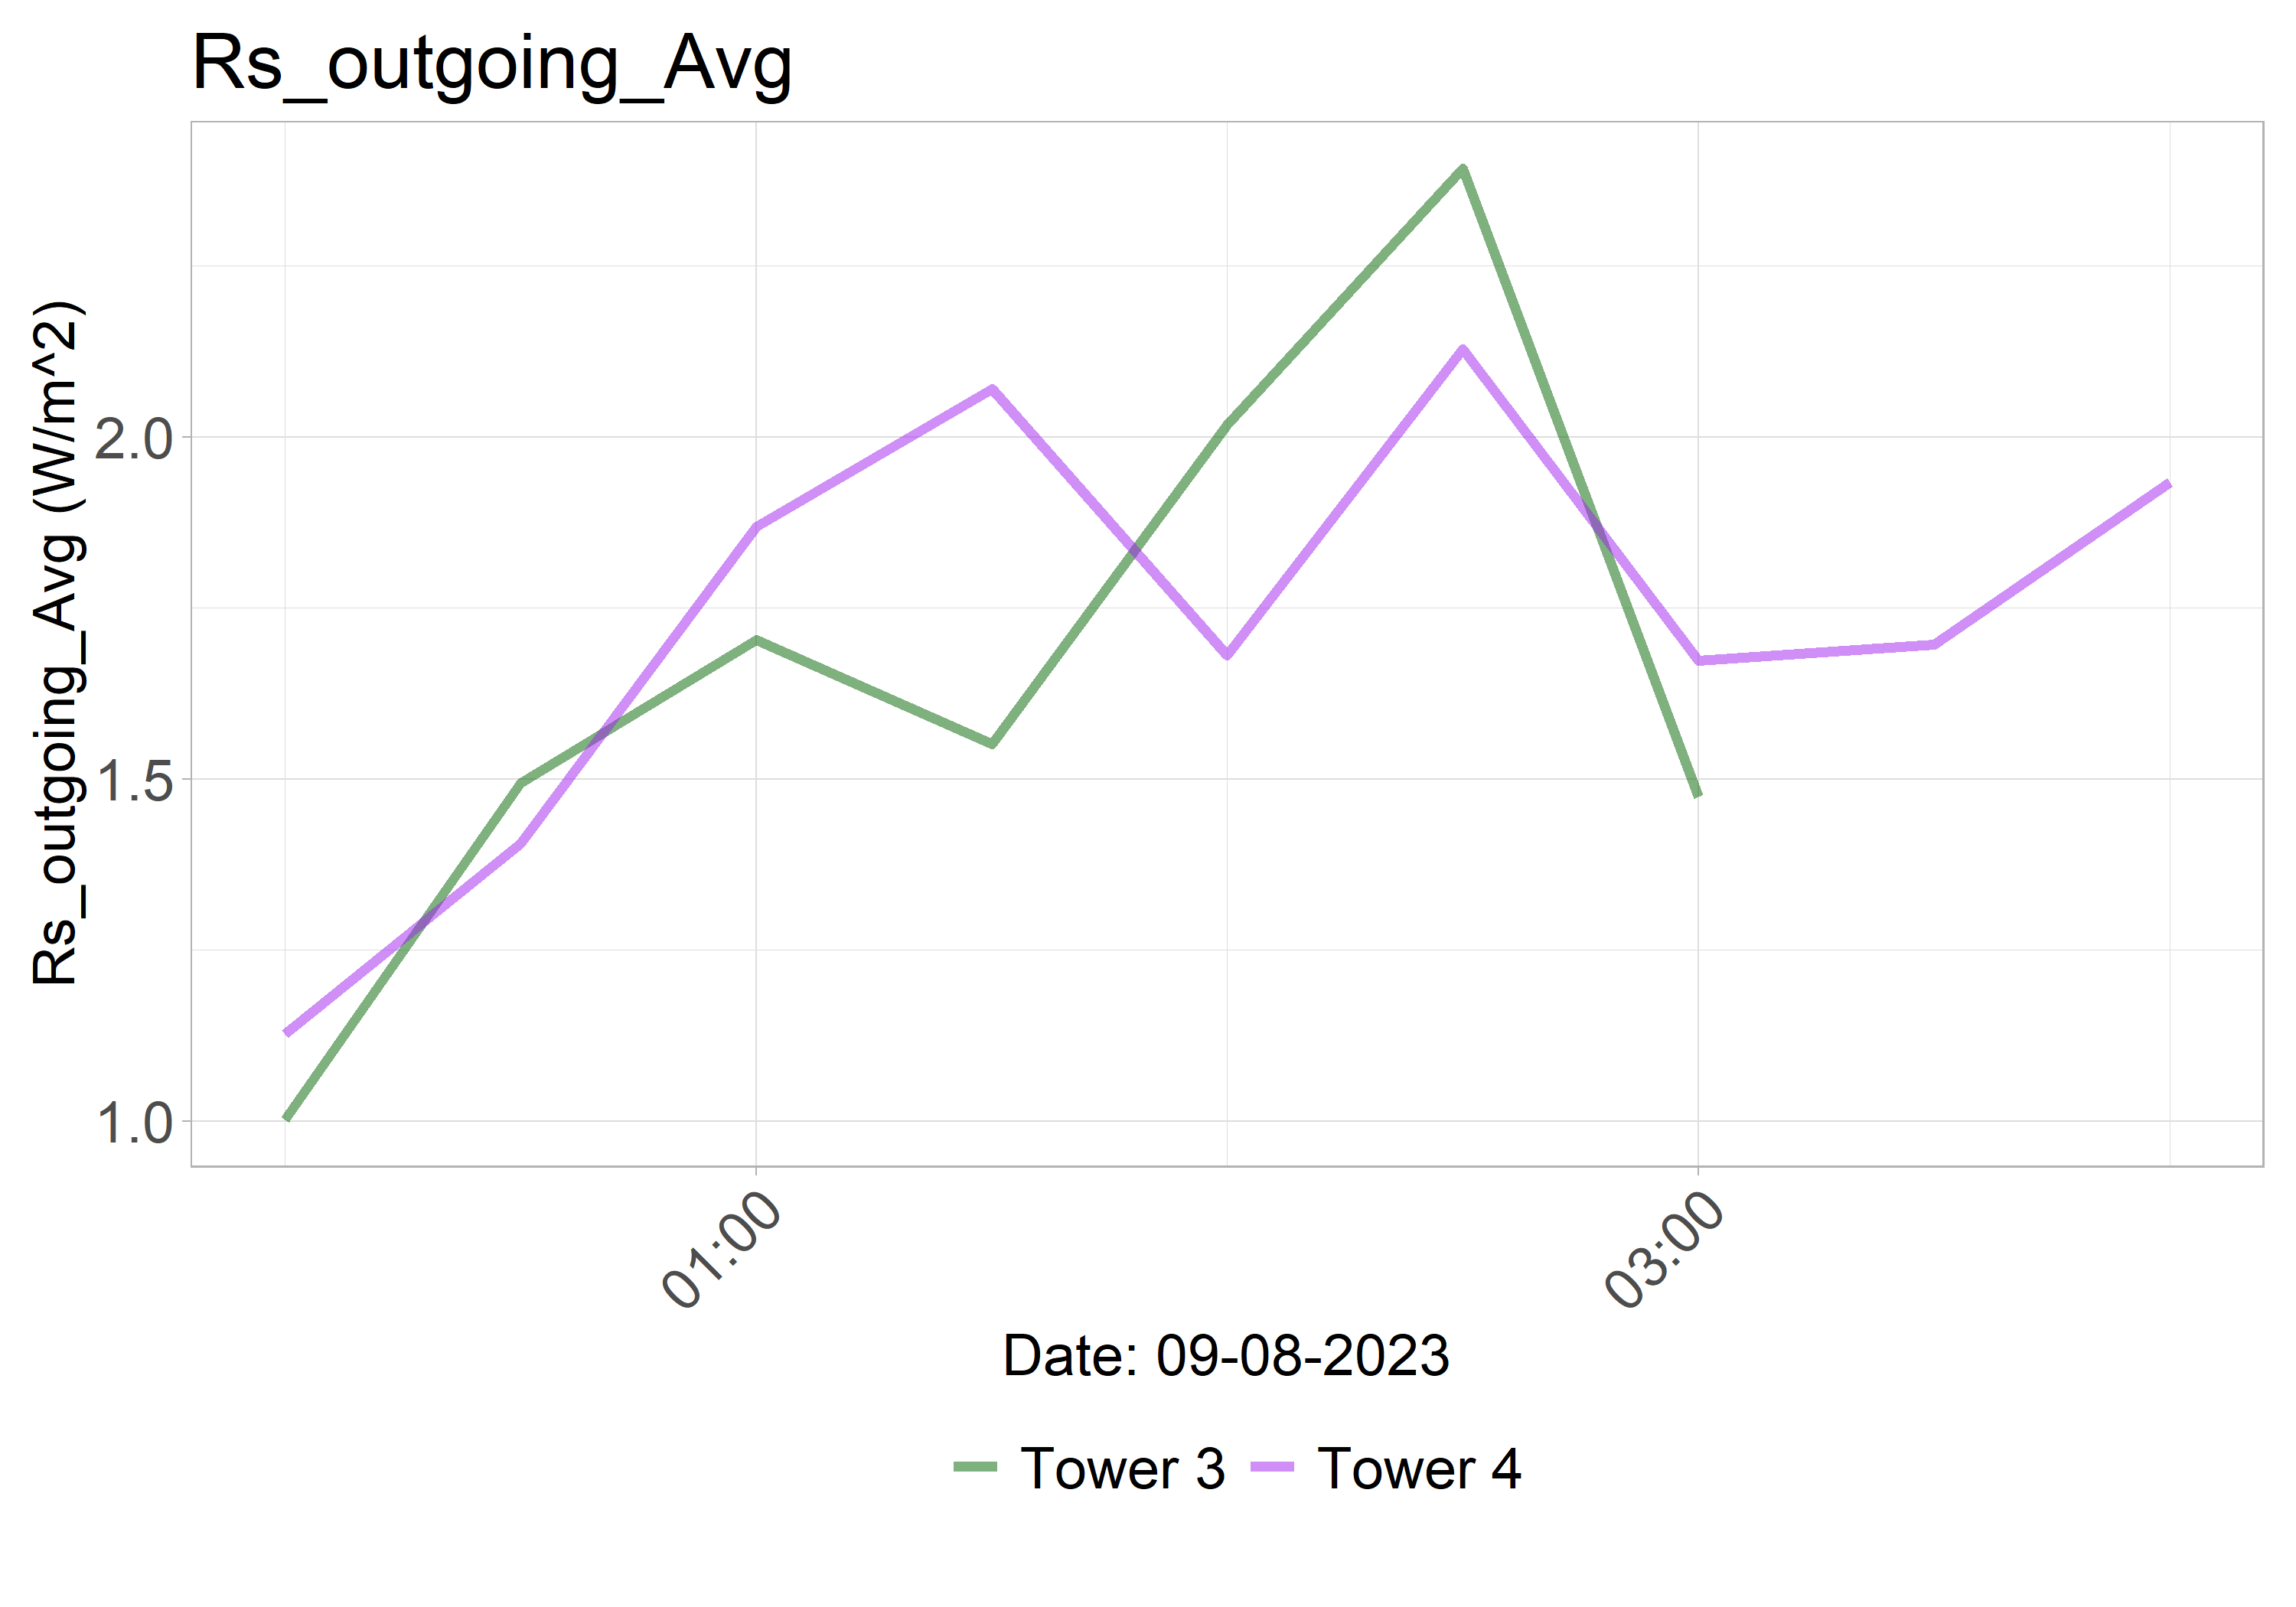 Rs_outgoing_Avg
Rs_outgoing_Avg (W/m^2)
2.0
1.5
1.0
01:00
03:00
Date: 09-08-2023
Tower 3
Tower 4